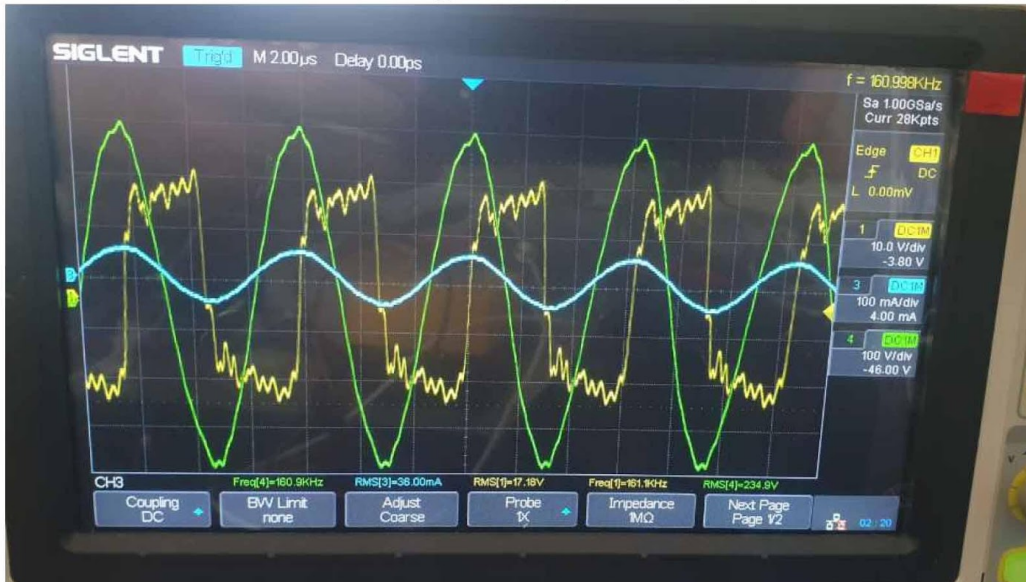 SIGLENT Trig'd M 2.00μs Delay 0.00ps
f = 160.998KHz
Sa 1.00GSa/s
Curr 28Kpts
Edge CH1
DC
L 0.00mV
1 DC1M
10.0 V/div
-3.80 V
3 DC1M
100 mA/div
4.00 mA
4 DC1M
100 V/div
-46.00 V
CH3 Freq[4]=160.9KHz RMS[3]=36.00mA RMS[1]=17.16V Freq[1]=161.1KHz RMS[4]=234.9V
Coupling
DC
BW Limit
none
Adjust
Coarse
Probe
1X
Impedance
1MΩ
Next Page
Page 1/2
02:20